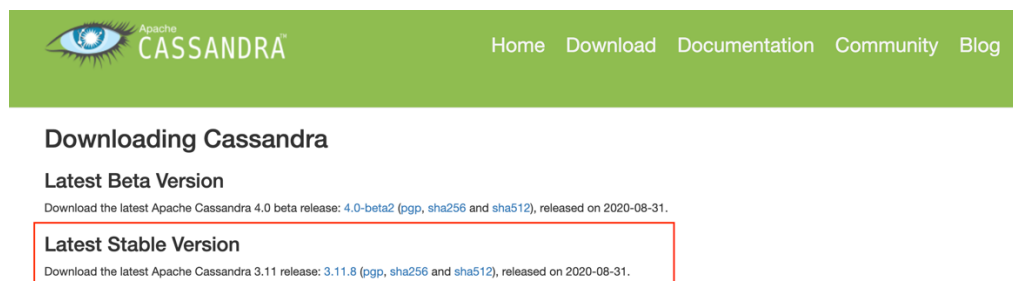 Apache
CASSANDRA™
Home Download Documentation Community Blog
Downloading Cassandra
Latest Beta Version
Download the latest Apache Cassandra 4.0 beta release: 4.0-beta2 (pgp, sha256 and sha512), released on 2020-08-31.
Latest Stable Version
Download the latest Apache Cassandra 3.11 release: 3.11.8 (pgp, sha256 and sha512), released on 2020-08-31.